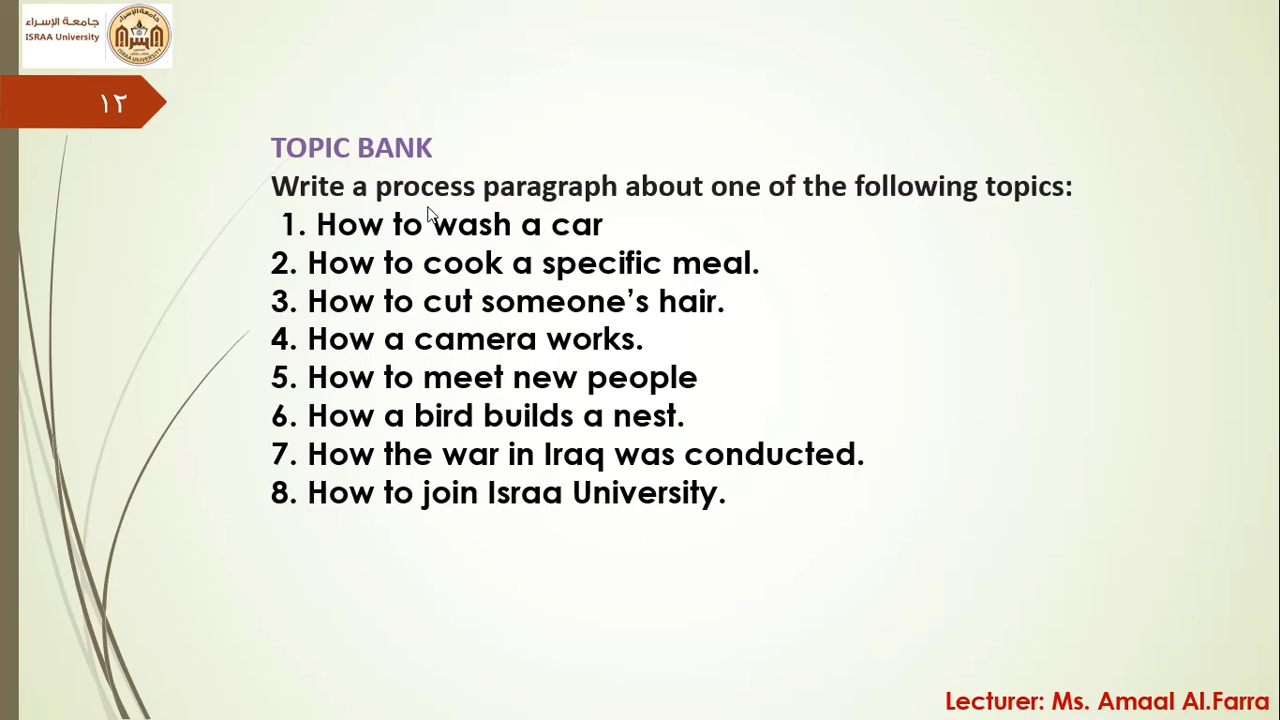 جامعة الإسراء
ISRAA University
١٢
TOPIC BANK
Write a process paragraph about one of the following topics:
1. How to wash a car
2. How to cook a specific meal.
3. How to cut someone’s hair.
4. How a camera works.
5. How to meet new people
6. How a bird builds a nest.
7. How the war in Iraq was conducted.
8. How to join Israa University.
Lecturer: Ms. Amaal Al.Farra